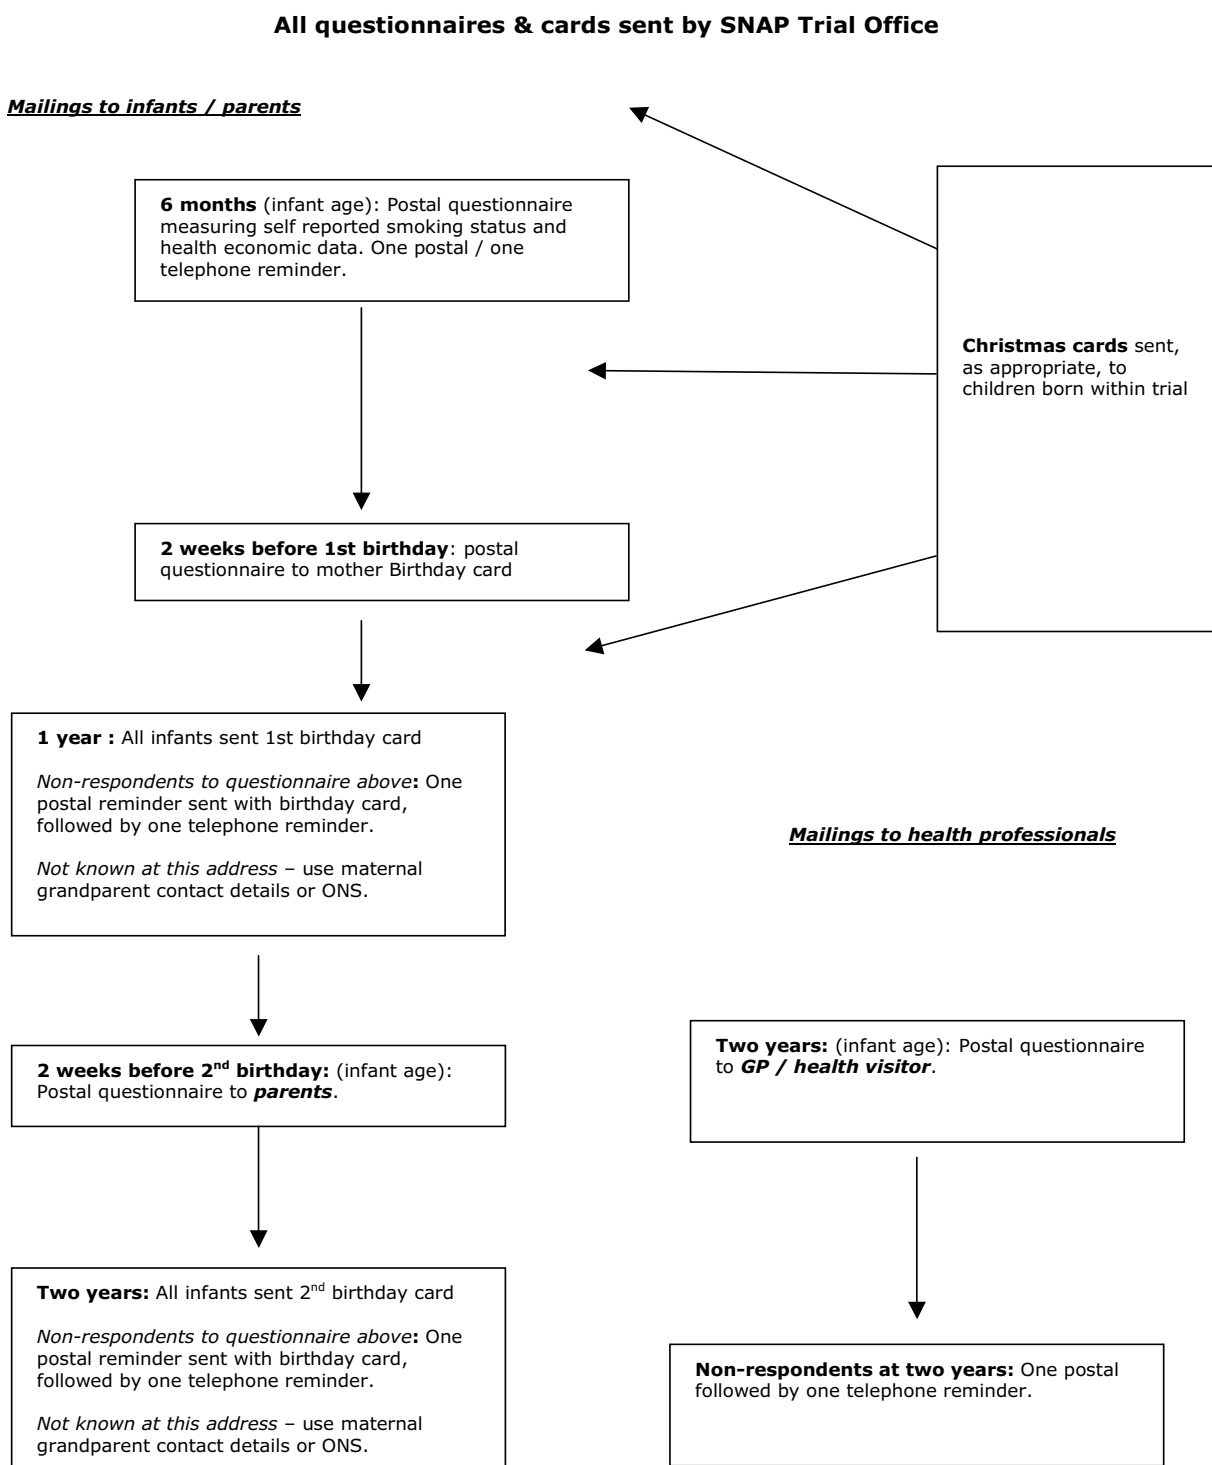 All questionnaires & cards sent by SNAP Trial Office
Mailings to infants / parents
6 months (infant age): Postal questionnaire
measuring self reported smoking status and
health economic data. One postal / one
telephone reminder.
Christmas cards sent,
as appropriate, to
children born within trial
2 weeks before 1st birthday: postal
questionnaire to mother Birthday card
1 year : All infants sent 1st birthday card
Non-respondents to questionnaire above: One
postal reminder sent with birthday card,
followed by one telephone reminder.
Not known at this address – use maternal
grandparent contact details or ONS.
Mailings to health professionals
2 weeks before 2nd birthday: (infant age):
Postal questionnaire to parents.
Two years: (infant age): Postal questionnaire
to GP / health visitor.
Two years: All infants sent 2nd birthday card
Non-respondents to questionnaire above: One
postal reminder sent with birthday card,
followed by one telephone reminder.
Not known at this address – use maternal
grandparent contact details or ONS.
Non-respondents at two years: One postal
followed by one telephone reminder.